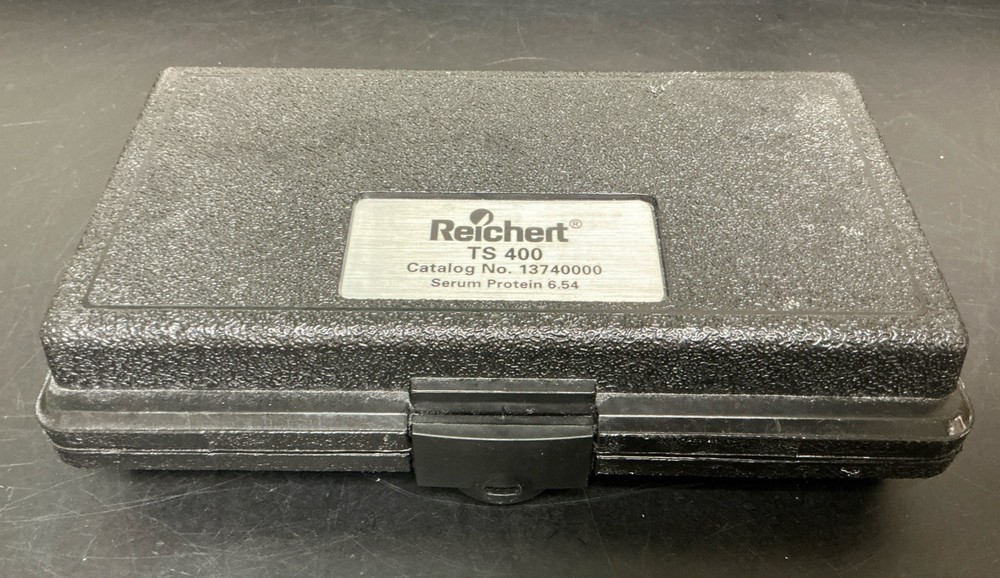 Reichert®
TS 400
Catalog No. 13740000
Serum Protein 6.54